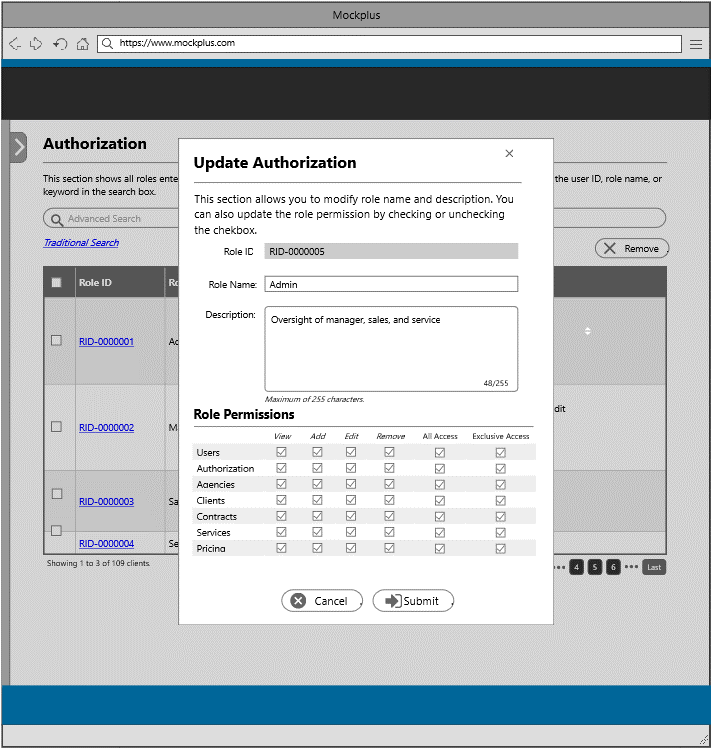 Mockplus
https://www.mockplus.com
Authorization
This section shows all roles ente
the user ID, role name, or
keyword in the search box.
Advanced Search
Traditional Search
Remove
Role ID
RID-0000001
RID-0000002
dit
RID-0000003
RID-0000004
Showing 1 to 3 of 109 clients.
4 5 6 Last
Update Authorization
This section allows you to modify role name and description. You
can also update the role permission by checking or unchecking
the chekbox.
Role ID RID-0000005
Role Name: Admin
Description: Oversight of manager, sales, and service
48/255
Maximum of 255 characters.
Role Permissions
View Add Edit Remove All Access Exclusive Access
Users
Authorization
Agencies
Clients
Contracts
Services
Pricing
Cancel Submit